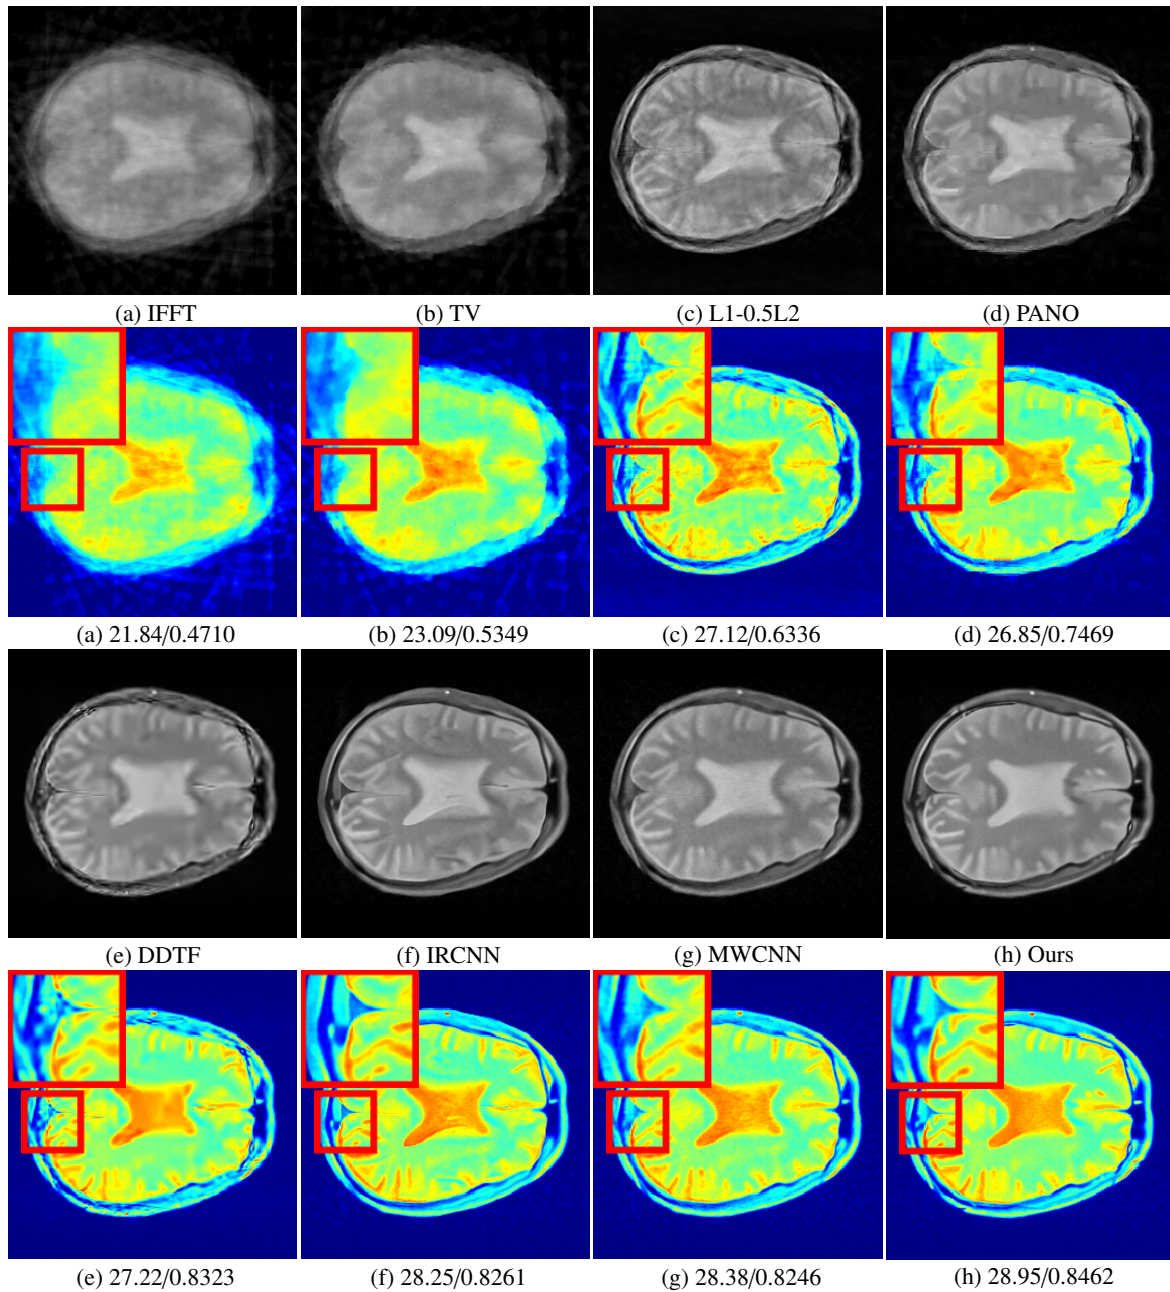 (a) IFFT (b) TV (c) L1-0.5L2 (d) PANO
(a) 21.84/0.4710 (b) 23.09/0.5349 (c) 27.12/0.6336 (d) 26.85/0.7469
(e) DDTF (f) IRCNN (g) MWCNN (h) Ours
(e) 27.22/0.8323 (f) 28.25/0.8261 (g) 28.38/0.8246 (h) 28.95/0.8462